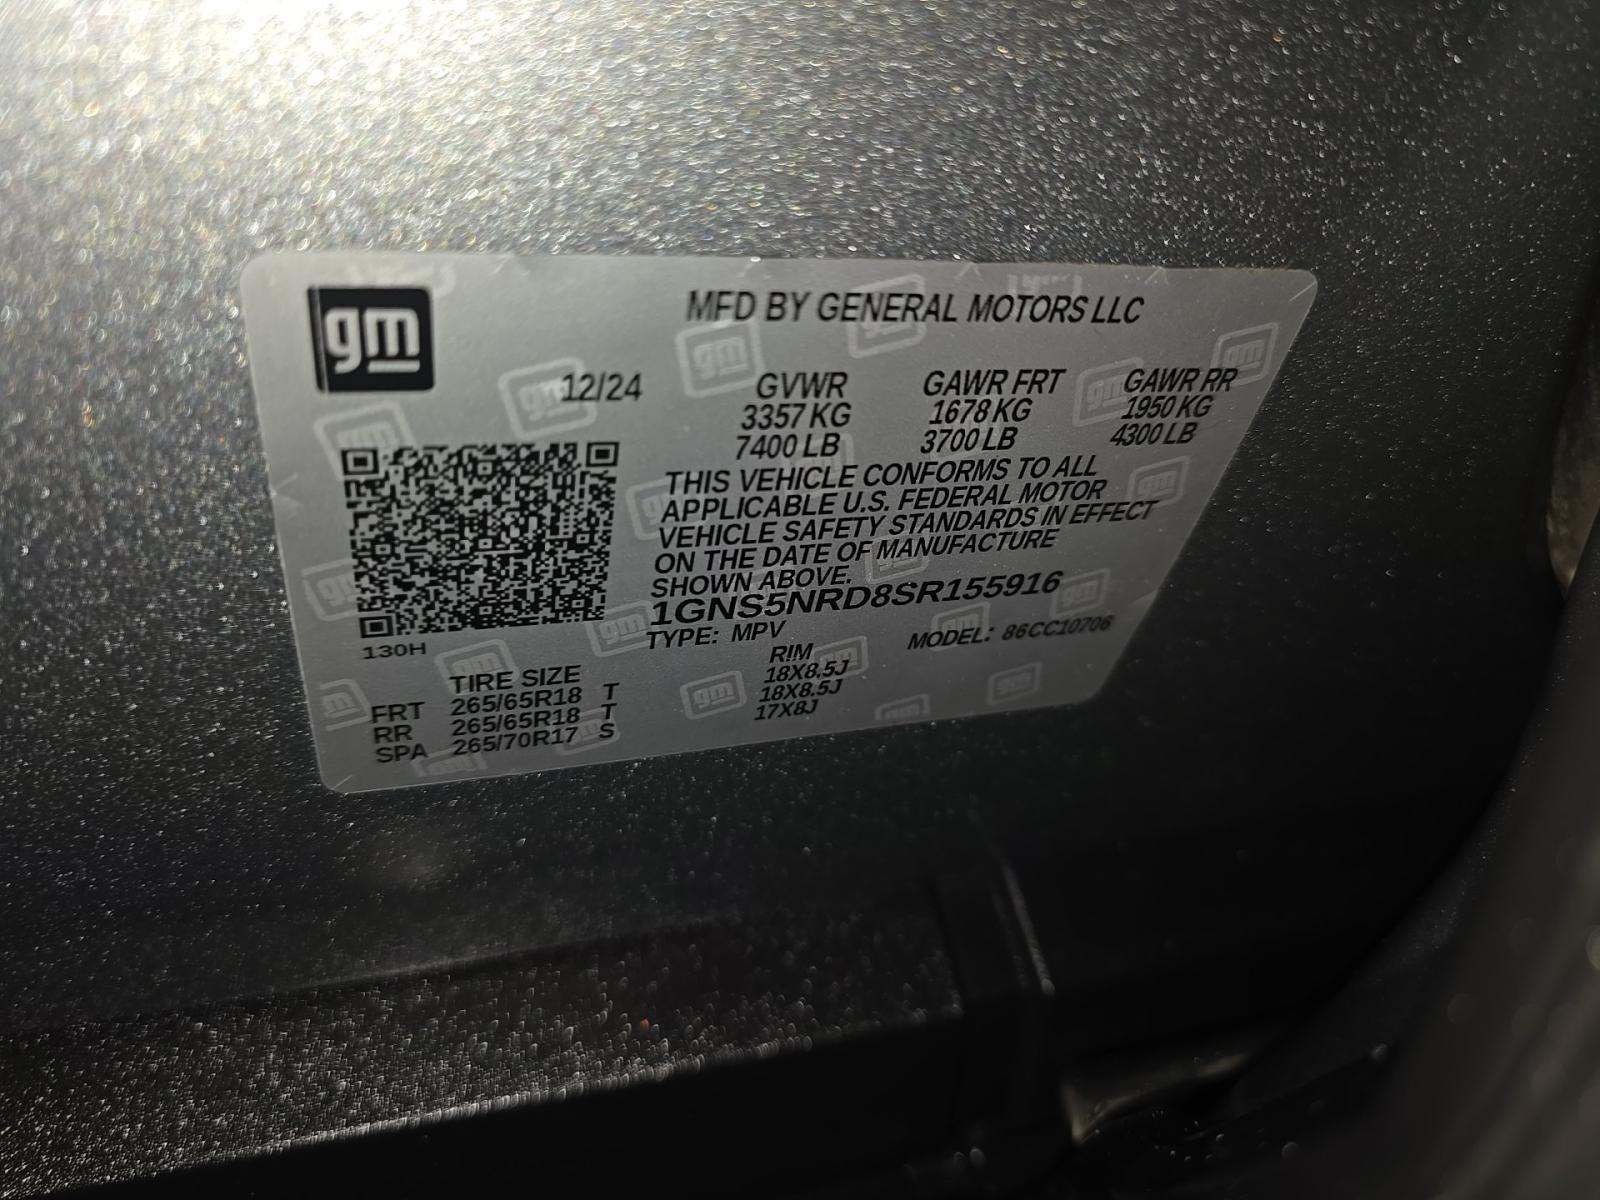 gm
MFD BY GENERAL MOTORS LLC
12/24 GVWR GAWR FRT GAWR RR
3357 KG 1678 KG 1950 KG
7400 LB 3700 LB 4300 LB
THIS VEHICLE CONFORMS TO ALL
APPLICABLE U.S. FEDERAL MOTOR
VEHICLE SAFETY STANDARDS IN EFFECT
ON THE DATE OF MANUFACTURE
SHOWN ABOVE.
1GNS5NRD8SR155916
TYPE: MPV MODEL: 86CC10706
130H
TIRE SIZE RIM
FRT 265/65R18 T 18X8.5J
RR 265/65R18 T 18X8.5J
SPA 265/70R17 S 17X8J